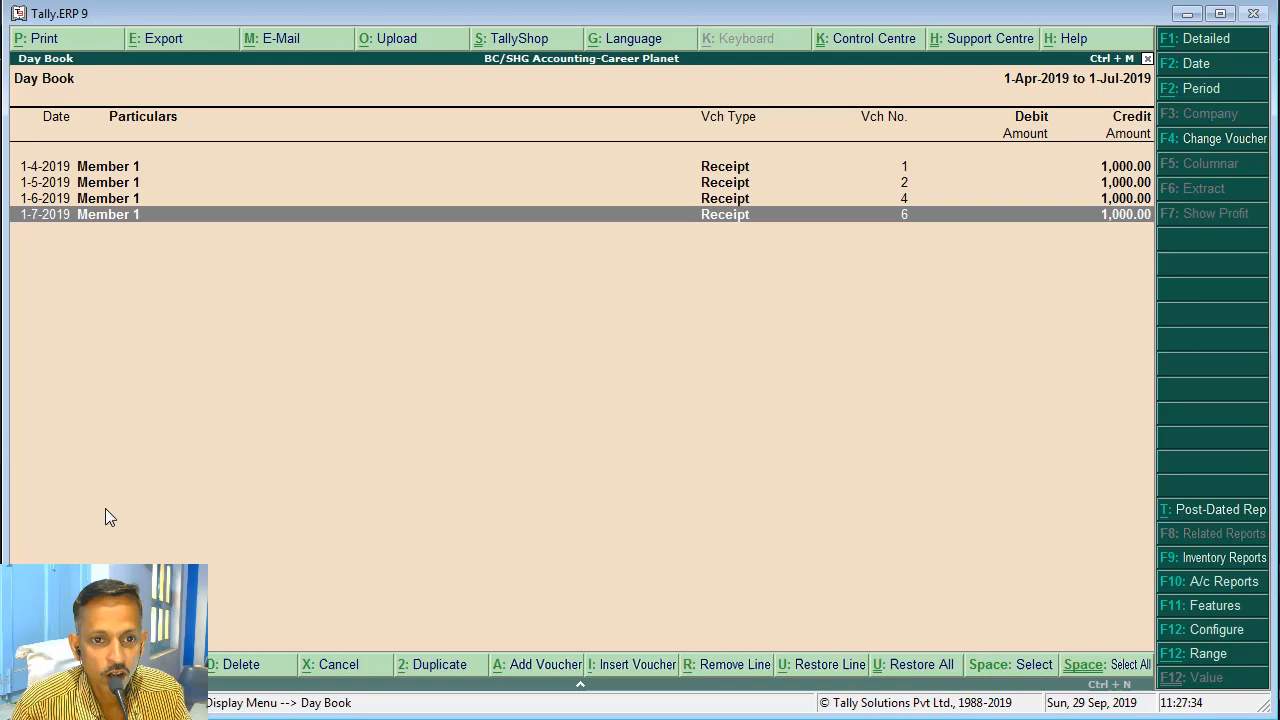 Tally.ERP 9
P: Print E: Export M: E-Mail O: Upload S: TallyShop G: Language K: Keyboard K: Control Centre H: Support Centre H: Help
Day Book BC/SHG Accounting-Career Planet Ctrl + M
Day Book 1-Apr-2019 to 1-Jul-2019
Date Particulars Vch Type Vch No. Debit Credit
Amount Amount
1-4-2019 Member 1 Receipt 1 1,000.00
1-5-2019 Member 1 Receipt 2 1,000.00
1-6-2019 Member 1 Receipt 4 1,000.00
1-7-2019 Member 1 Receipt 6 1,000.00
F1: Detailed
F2: Date
F2: Period
F3: Company
F4: Change Voucher
F5: Columnar
F6: Extract
F7: Show Profit
T: Post-Dated Rep
F8: Related Reports
F9: Inventory Reports
F10: A/c Reports
F11: Features
F12: Configure
F12: Range
F12: Value
D: Delete X: Cancel 2: Duplica A: Add Voucher I: Insert Voucher R: Remove Line U: Restore Line U: Restore All Space: Select Space: Select All
Ctrl + N
Display Menu --> Day Book © Tally Solutions Pvt Ltd., 1988-2019 Sun, 29 Sep, 2019 11:27:34